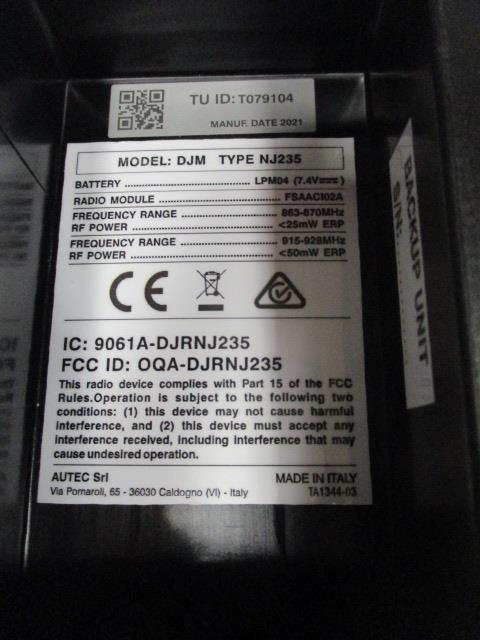 TU ID: T079104
MANUF. DATE 2021
MODEL: DJM TYPE NJ235
BATTERY ........................ LPM04 (7.4V⎓)
RADIO MODULE ........................ FSAACI02A
FREQUENCY RANGE ........................ 863-870MHz
RF POWER ........................ <25mW ERP
FREQUENCY RANGE ........................ 915-928MHz
RF POWER ........................ <50mW ERP
CE
IC: 9061A-DJRNJ235
FCC ID: OQA-DJRNJ235
This radio device complies with Part 15 of the FCC
Rules.Operation is subject to the following two
conditions: (1) this device may not cause harmful
interference, and (2) this device must accept any
interference received, including interference that may
cause undesired operation.
AUTEC Srl MADE IN ITALY
Via Pomaroli, 65 - 36030 Caldogno (VI) - Italy TA1344-03
BACKUP UNIT
S/N: